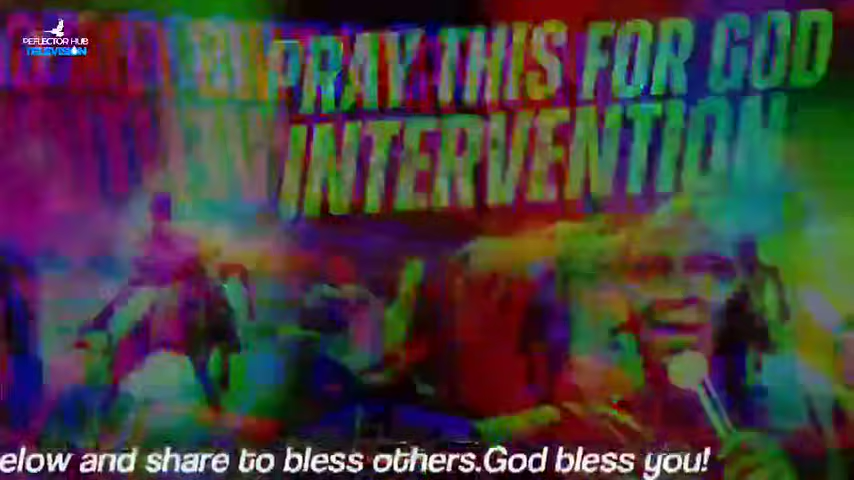 REFLECTOR HUB
TELEVISION
PRAY THIS FOR GOD
INTERVENTION
elow and share to bless others.God bless you!